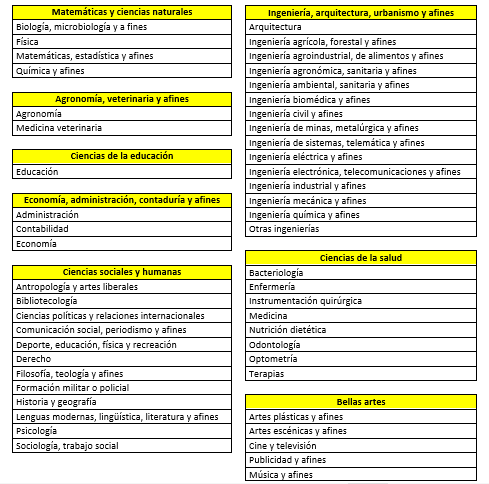 Matemáticas y ciencias naturales
Biología, microbiología y a fines
Física
Matemáticas, estadística y afines
Química y afines
Agronomía, veterinaria y afines
Agronomía
Medicina veterinaria
Ciencias de la educación
Educación
Economía, administración, contaduría y afines
Administración
Contabilidad
Economía
Ciencias sociales y humanas
Antropología y artes liberales
Bibliotecología
Ciencias políticas y relaciones internacionales
Comunicación social, periodismo y afines
Deporte, educación, física y recreación
Derecho
Filosofía, teología y afines
Formación militar o policial
Historia y geografía
Lenguas modernas, lingüística, literatura y afines
Psicología
Sociología, trabajo social
Ingeniería, arquitectura, urbanismo y afines
Arquitectura
Ingeniería agrícola, forestal y afines
Ingeniería agroindustrial, de alimentos y afines
Ingeniería agronómica, sanitaria y afines
Ingeniería ambiental, sanitaria y afines
Ingeniería biomédica y afines
Ingeniería civil y afines
Ingeniería de minas, metalúrgica y afines
Ingeniería de sistemas, telemática y afines
Ingeniería eléctrica y afines
Ingeniería electrónica, telecomunicaciones y afines
Ingeniería industrial y afines
Ingeniería mecánica y afines
Ingeniería química y afines
Otras ingenierías
Ciencias de la salud
Bacteriología
Enfermería
Instrumentación quirúrgica
Medicina
Nutrición dietética
Odontología
Optometría
Terapias
Bellas artes
Artes plásticas y afines
Artes escénicas y afines
Cine y televisión
Publicidad y afines
Música y afines